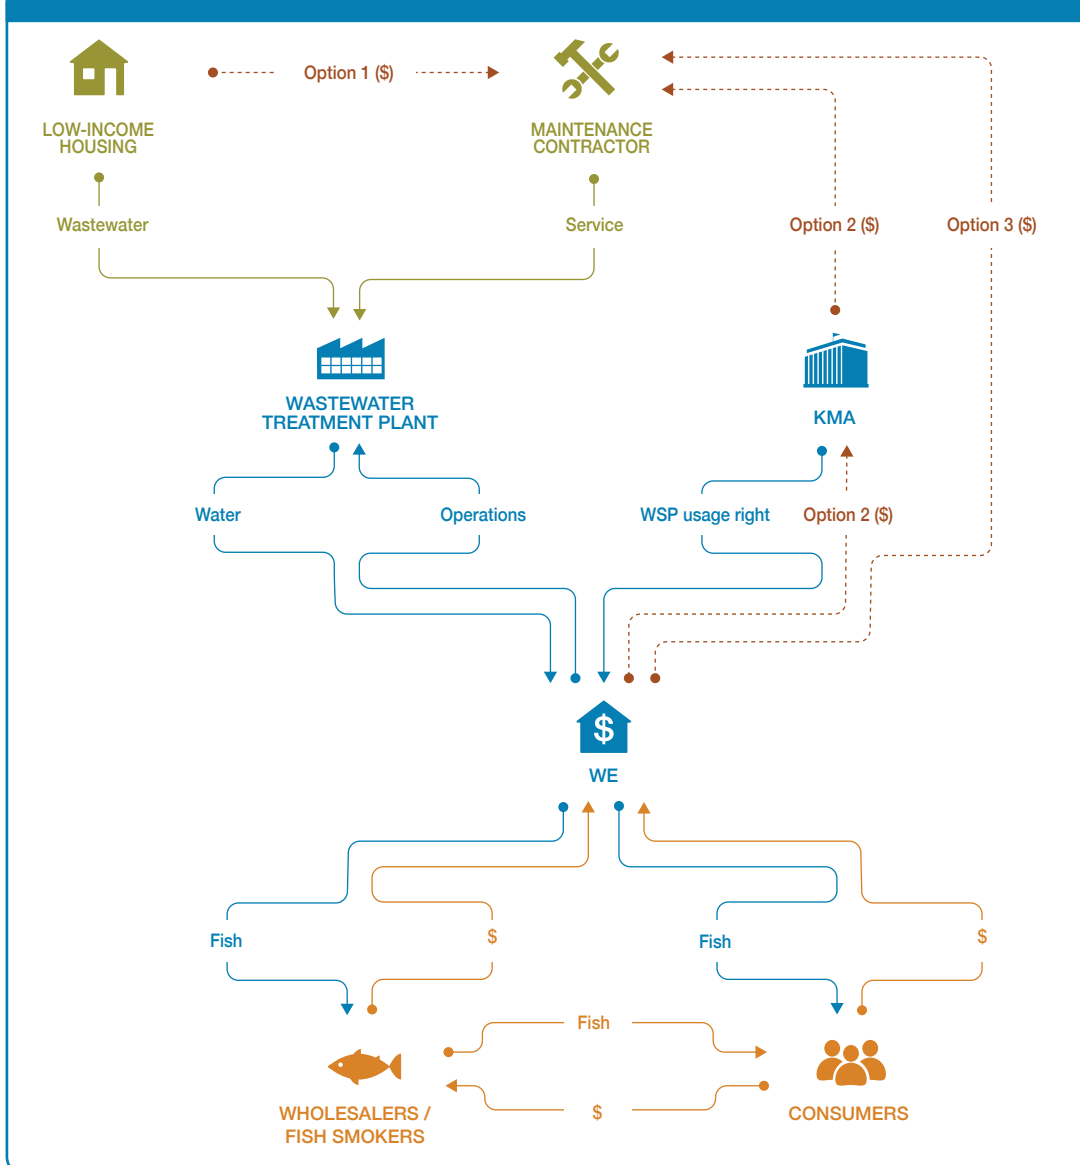 Option 1 ($)
LOW-INCOME
HOUSING
MAINTENANCE
CONTRACTOR
Wastewater
Service
Option 2 ($)
Option 3 ($)
WASTEWATER
TREATMENT PLANT
KMA
Water
Operations
WSP usage right
Option 2 ($)
$
WE
Fish
$
Fish
$
Fish
$
WHOLESALERS /
FISH SMOKERS
CONSUMERS